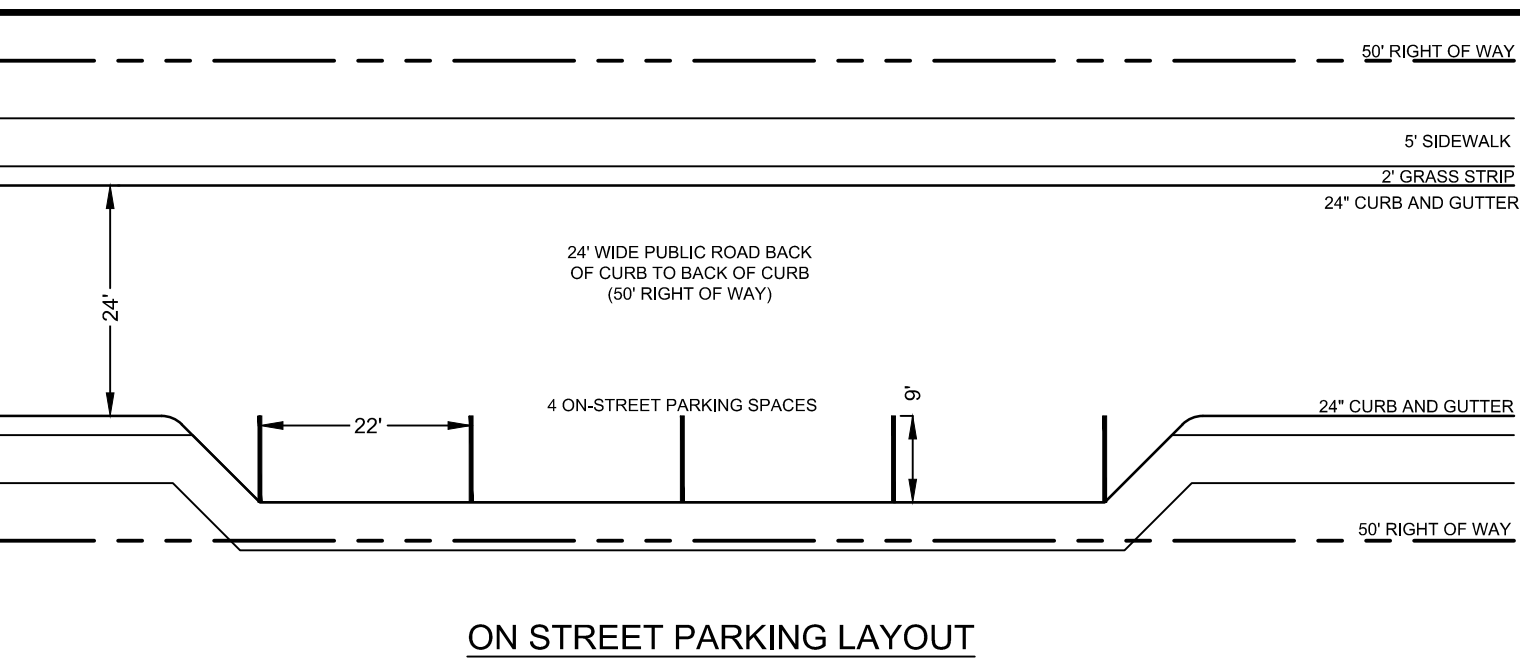 50' RIGHT OF WAY
5' SIDEWALK
2' GRASS STRIP
24" CURB AND GUTTER
24' WIDE PUBLIC ROAD BACK
OF CURB TO BACK OF CURB
(50' RIGHT OF WAY)
24'
9'
4 ON-STREET PARKING SPACES
24" CURB AND GUTTER
22'
50' RIGHT OF WAY
ON STREET PARKING LAYOUT